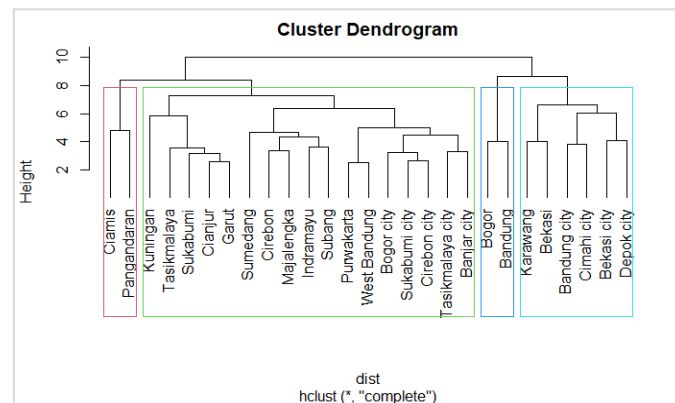 Cluster Dendrogram
Height
10
8
6
4
2
Ciamis
Pangandaran
Kuningan
Tasikmalaya
Sukabumi
Cianjur
Garut
Sumedang
Cirebon
Majalengka
Indramayu
Subang
Purwakarta
West Bandung
Bogor city
Sukabumi city
Cirebon city
Tasikmalaya city
Banjar city
Bogor
Bandung
Karawang
Bekasi
Bandung city
Cimahi city
Bekasi city
Depok city
dist
hclust (*, "complete")